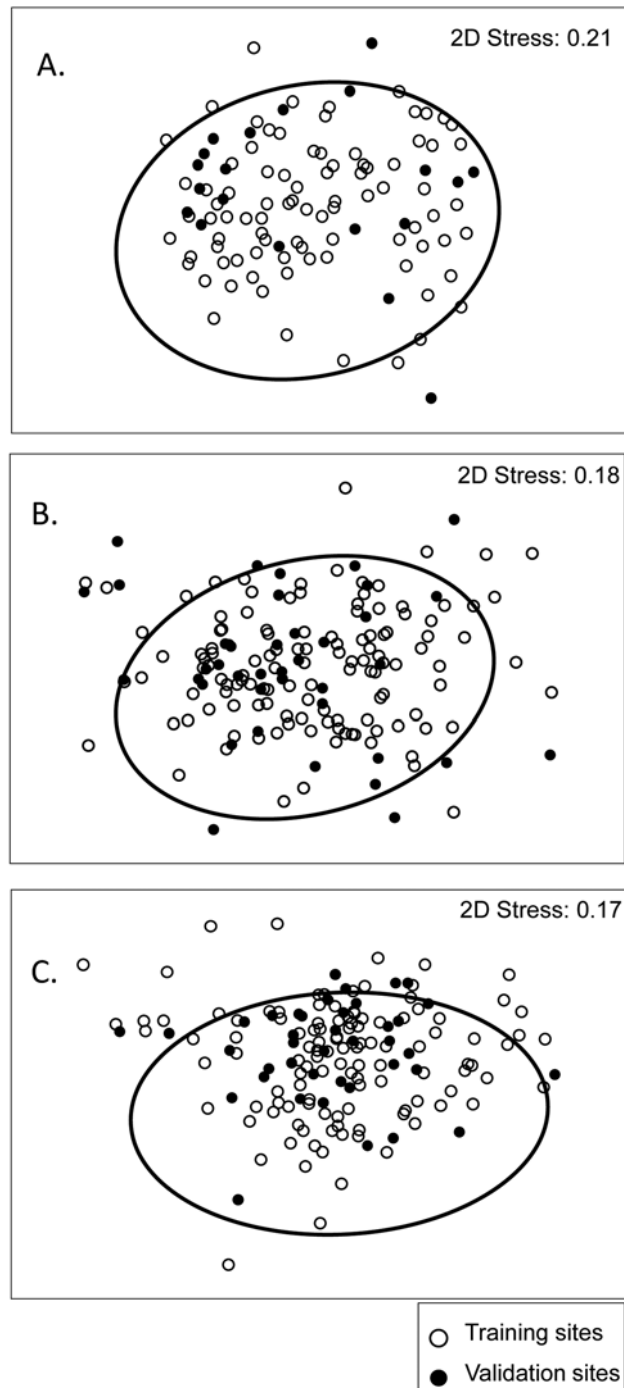 2D Stress: 0.21
A.
2D Stress: 0.18
B.
2D Stress: 0.17
C.
Training sites
Validation sites